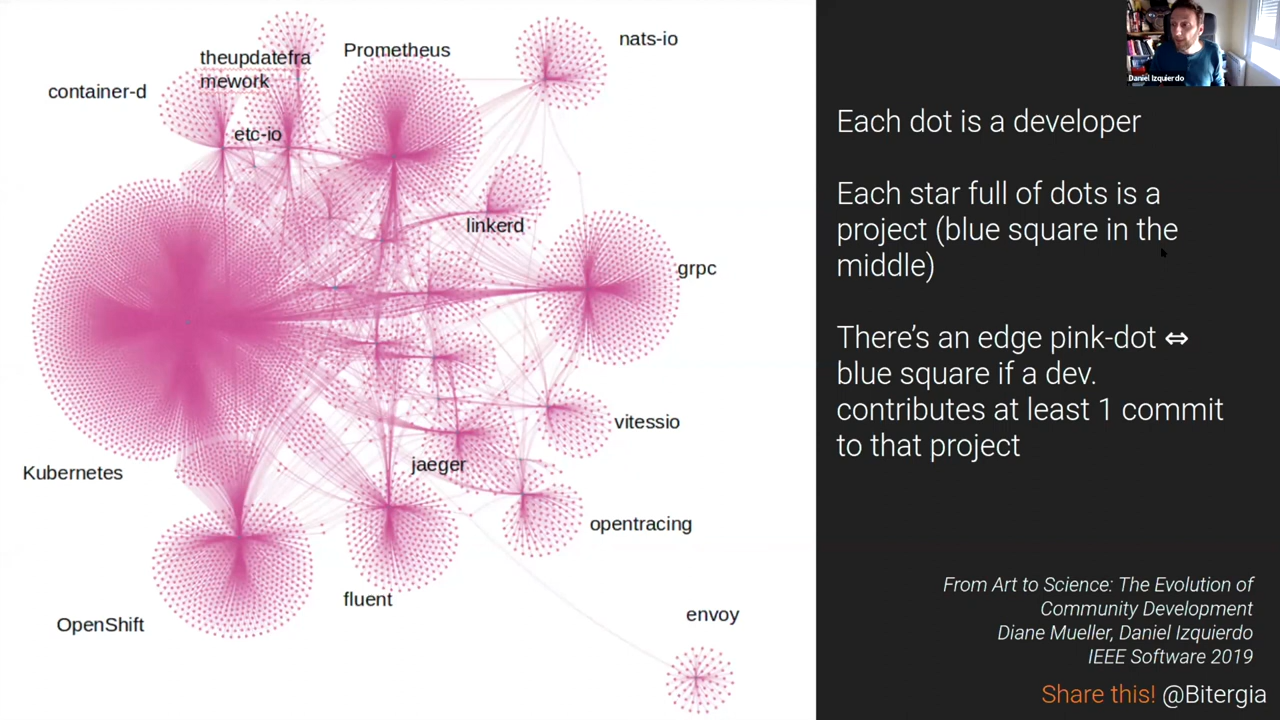 nats-io
Prometheus
theupdatefra
mework
container-d
etc-io
linkerd
grpc
vitessio
jaeger
Kubernetes
opentracing
fluent
OpenShift
envoy
Daniel Izquierdo
Each dot is a developer
Each star full of dots is a
project (blue square in the
middle)
There’s an edge pink-dot ⇔
blue square if a dev.
contributes at least 1 commit
to that project
From Art to Science: The Evolution of
Community Development
Diane Mueller, Daniel Izquierdo
IEEE Software 2019
Share this! @Bitergia